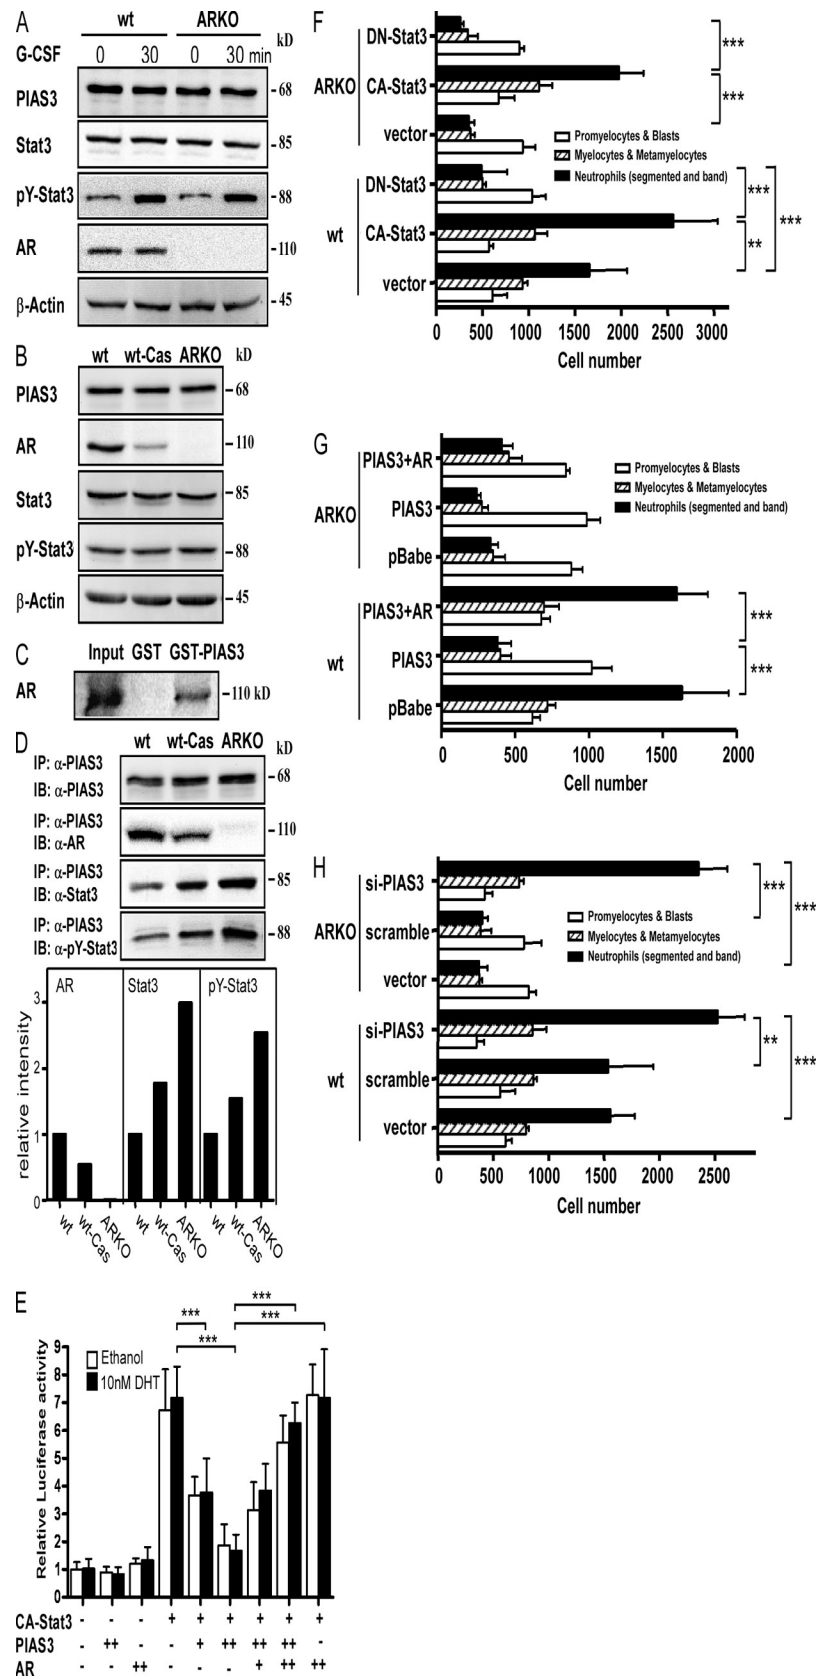 A
wt ARKO
G-CSF 0 30 0 30 min kD
PIAS3 -68
Stat3 -85
pY-Stat3 -88
AR -110
β-Actin -45
B
wt wt-Cas ARKO kD
PIAS3 -68
AR -110
Stat3 -85
pY-Stat3 -88
β-Actin -45
C
Input GST GST-PIAS3
AR -110 kD
D
wt wt-Cas ARKO kD
IP: α-PIAS3
IB: α-PIAS3 -68
IP: α-PIAS3
IB: α-AR -110
IP: α-PIAS3
IB: α-Stat3 -85
IP: α-PIAS3
IB: α-pY-Stat3 -88
AR Stat3 pY-Stat3
relative intensity
3
2
1
0
wt wt-Cas ARKO wt wt-Cas ARKO wt wt-Cas ARKO
E
***
***
***
***
Ethanol
10nM DHT
Relative Luciferase activity
9
8
7
6
5
4
3
2
1
0
CA-Stat3 - - - + + + + + +
PIAS3 - ++ - - + ++ ++ ++ -
AR - - ++ - - - + ++ ++
F
ARKO
DN-Stat3
CA-Stat3
vector
wt
DN-Stat3
CA-Stat3
vector
Promyelocytes & Blasts
Myelocytes & Metamyelocytes
Neutrophils (segmented and band)
***
***
***
**
***
0 500 1000 1500 2000 2500 3000
Cell number
G
ARKO
PIAS3+AR
PIAS3
pBabe
wt
PIAS3+AR
PIAS3
pBabe
Promyelocytes & Blasts
Myelocytes & Metamyelocytes
Neutrophils (segmented and band)
***
***
0 500 1000 1500 2000
Cell number
H
ARKO
si-PIAS3
scramble
vector
wt
si-PIAS3
scramble
vector
Promyelocytes & Blasts
Myelocytes & Metamyelocytes
Neutrophils (segmented and band)
***
***
**
***
0 500 1000 1500 2000 2500
Cell number